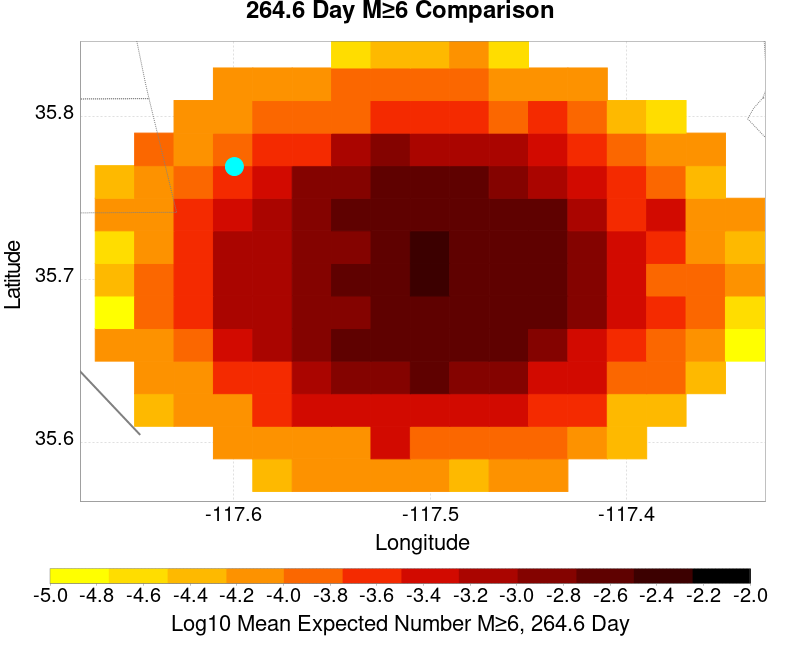 264.6 Day M≥6 Comparison
35.8
35.7
35.6
Latitude
-117.6 -117.5 -117.4
Longitude
-5.0 -4.8 -4.6 -4.4 -4.2 -4.0 -3.8 -3.6 -3.4 -3.2 -3.0 -2.8 -2.6 -2.4 -2.2 -2.0
Log10 Mean Expected Number M≥6, 264.6 Day